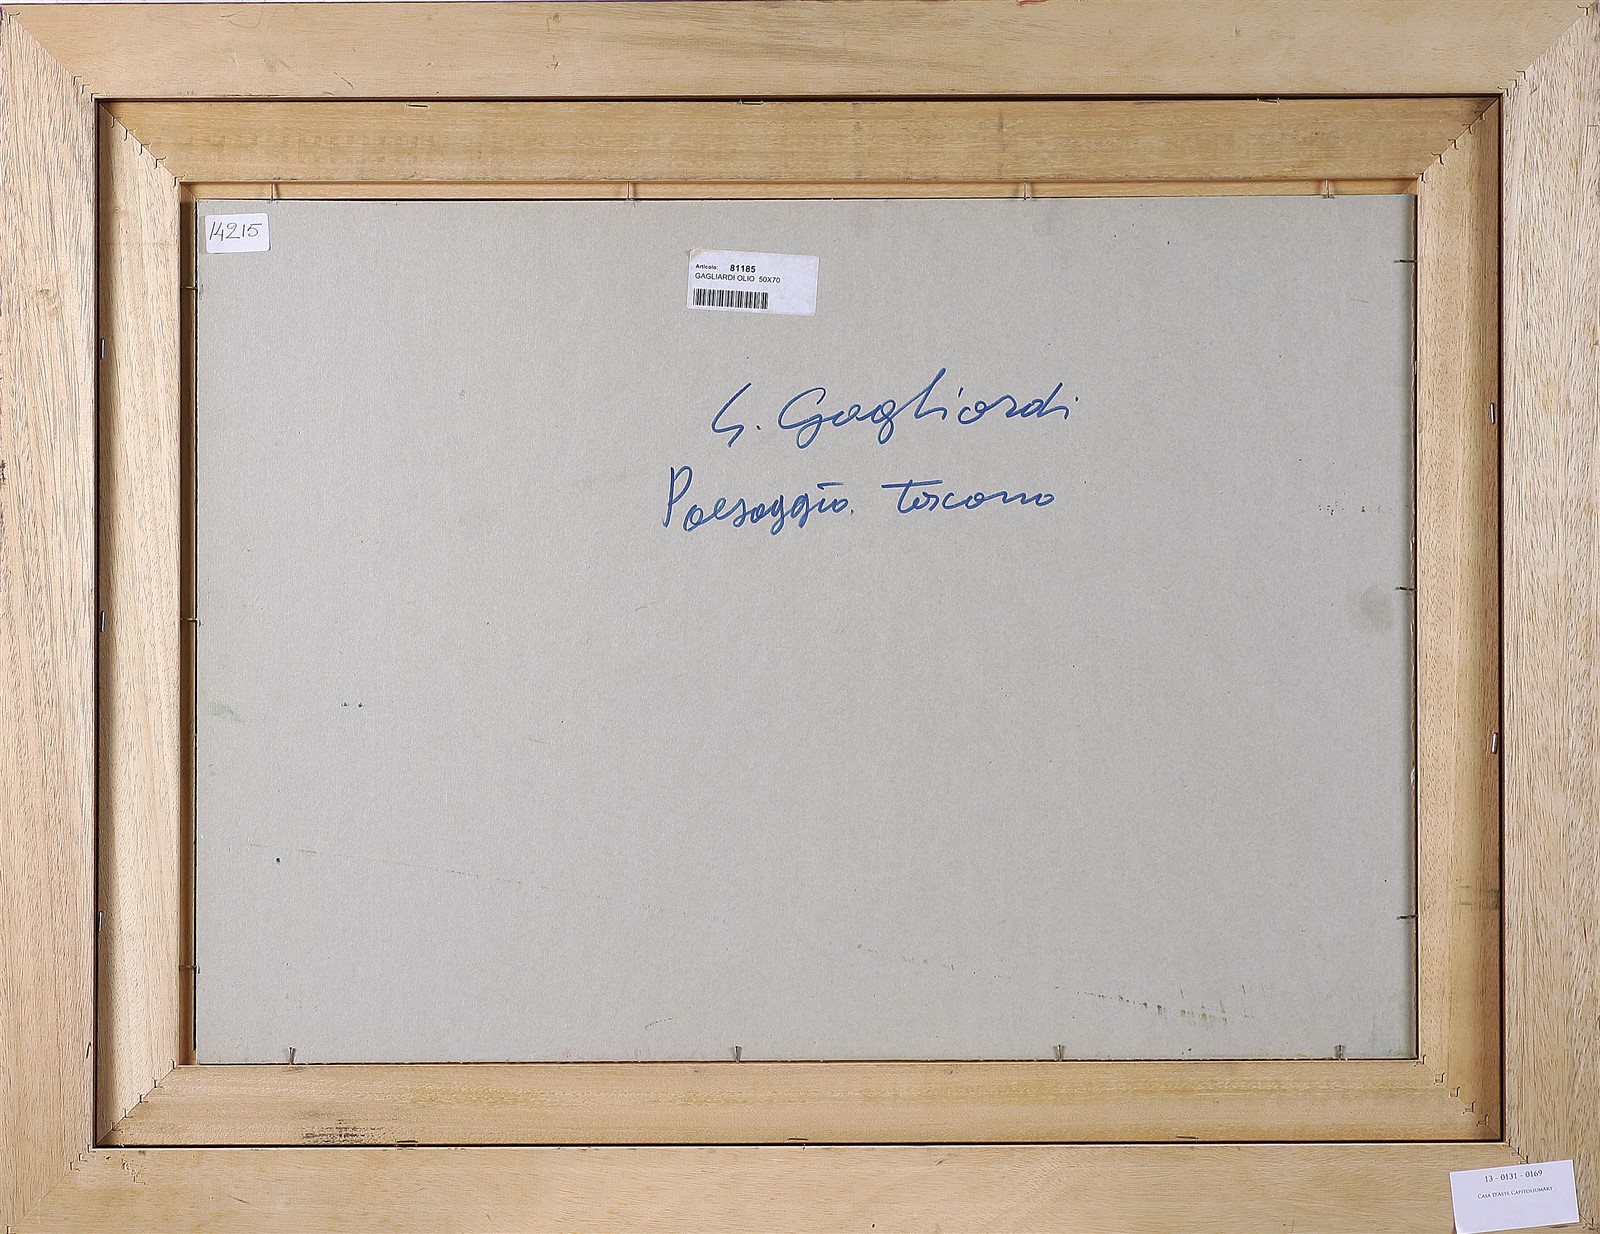 14215
Articolo: 81185
GAGLIARDI OLIO 50X70
G. Gagliardi
Paesaggio toscano
13 - 0131 - 0169
CASA D'ASTE CAPITOLIUMART